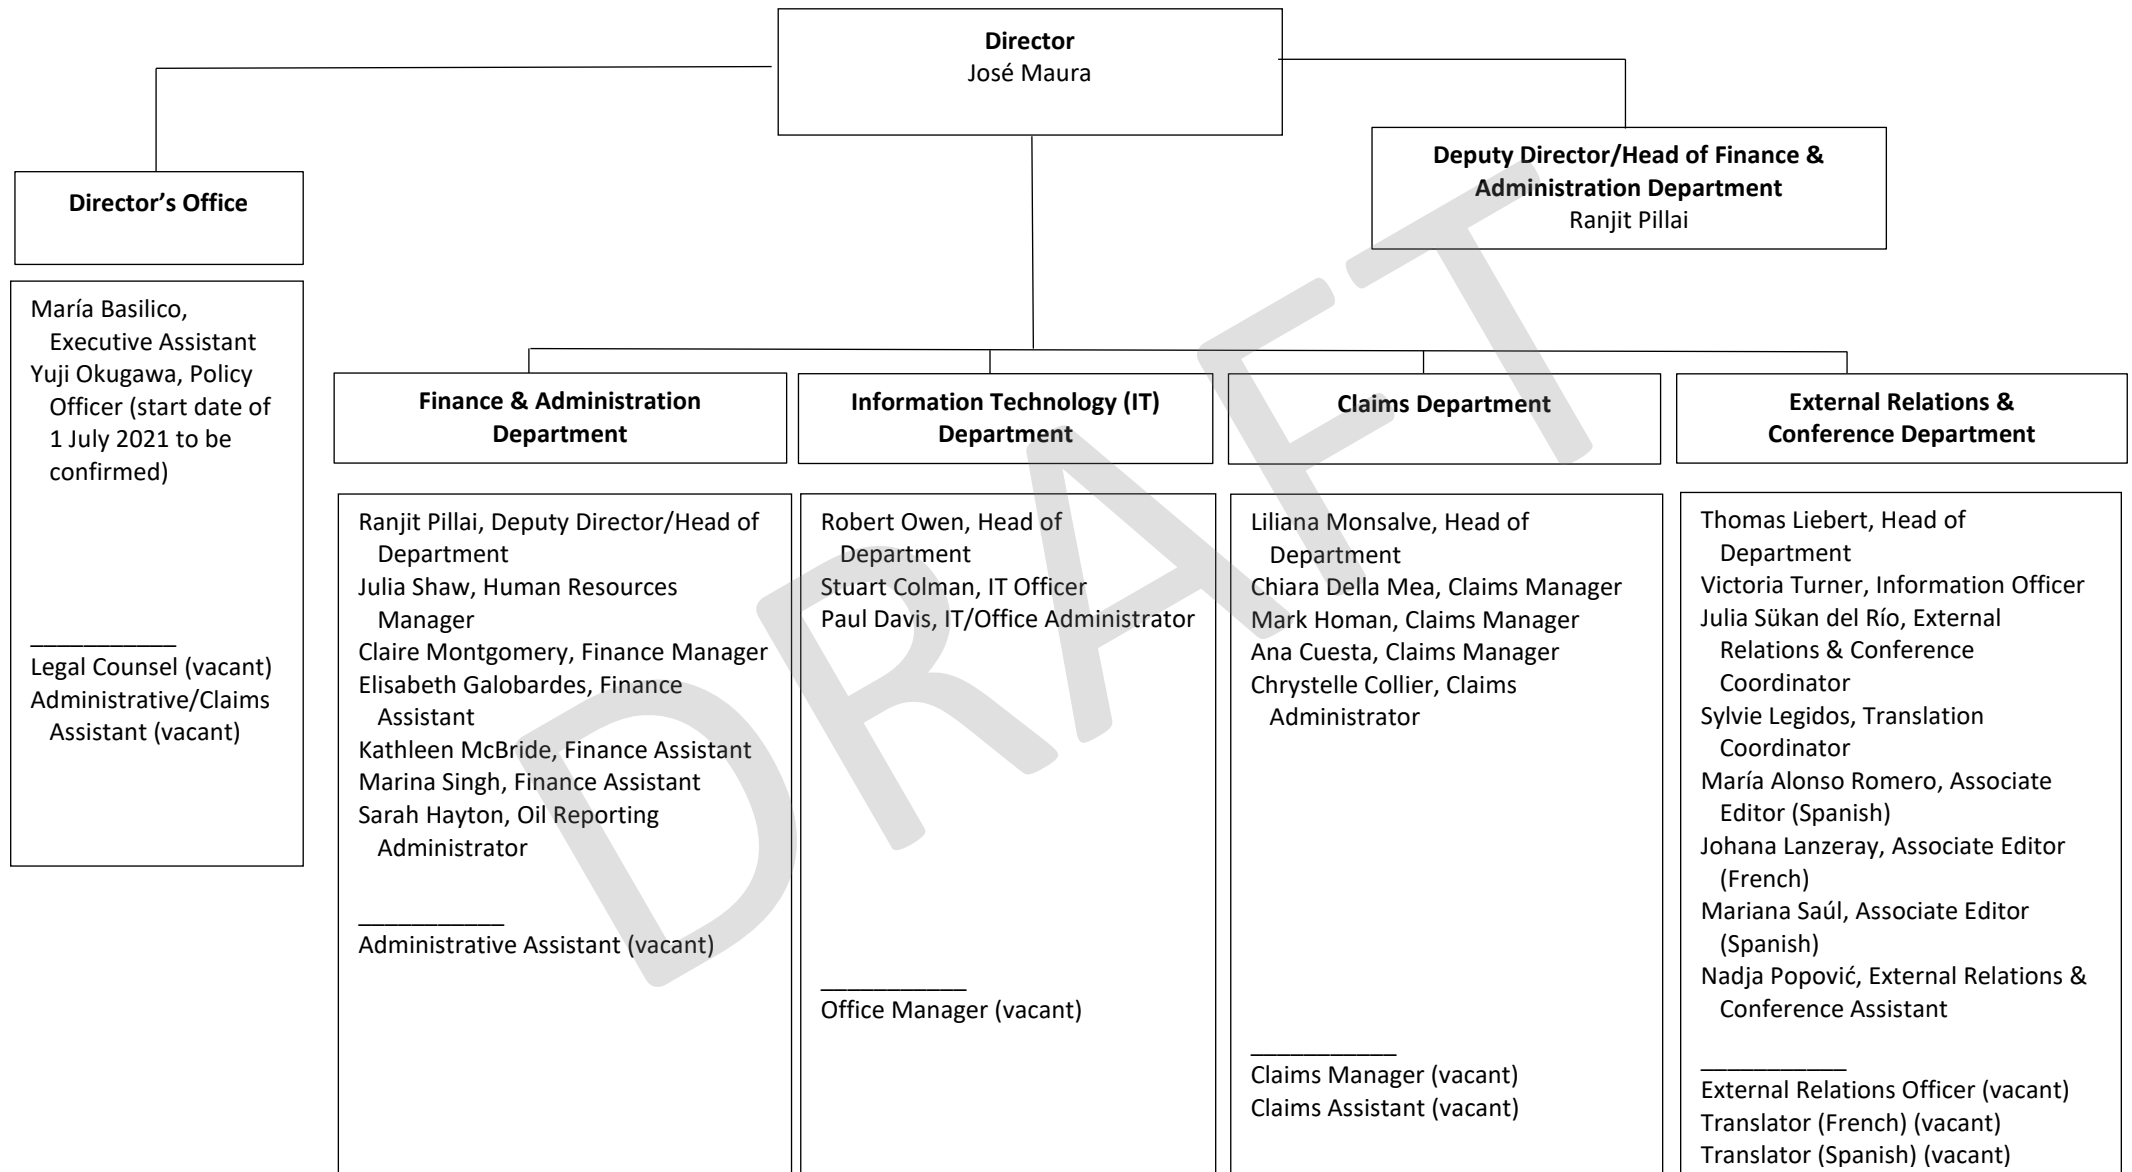 Director
José Maura
Deputy Director/Head of Finance &
Administration Department
Ranjit Pillai
Director’s Office
María Basilico,
Executive Assistant
Yuji Okugawa, Policy
Officer (start date of
1 July 2021 to be
confirmed)
___________
Legal Counsel (vacant)
Administrative/Claims
Assistant (vacant)
Finance & Administration
Department
Ranjit Pillai, Deputy Director/Head of
Department
Julia Shaw, Human Resources
Manager
Claire Montgomery, Finance Manager
Elisabeth Galobardes, Finance
Assistant
Kathleen McBride, Finance Assistant
Marina Singh, Finance Assistant
Sarah Hayton, Oil Reporting
Administrator
___________
Administrative Assistant (vacant)
Information Technology (IT)
Department
Robert Owen, Head of
Department
Stuart Colman, IT Officer
Paul Davis, IT/Office Administrator
___________
Office Manager (vacant)
Claims Department
Liliana Monsalve, Head of
Department
Chiara Della Mea, Claims Manager
Mark Homan, Claims Manager
Ana Cuesta, Claims Manager
Chrystelle Collier, Claims
Administrator
___________
Claims Manager (vacant)
Claims Assistant (vacant)
External Relations &
Conference Department
Thomas Liebert, Head of
Department
Victoria Turner, Information Officer
Julia Sükan del Río, External
Relations & Conference
Coordinator
Sylvie Legidos, Translation
Coordinator
María Alonso Romero, Associate
Editor (Spanish)
Johana Lanzeray, Associate Editor
(French)
Mariana Saúl, Associate Editor
(Spanish)
Nadja Popović, External Relations &
Conference Assistant
___________
External Relations Officer (vacant)
Translator (French) (vacant)
Translator (Spanish) (vacant)
DRAFT